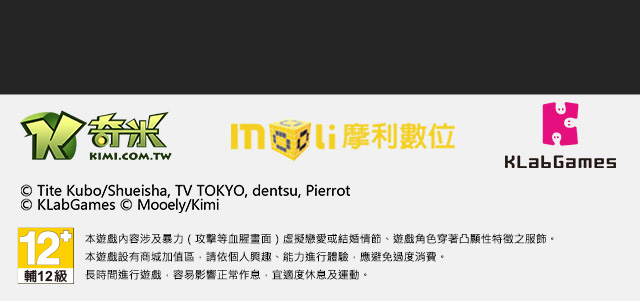 奇米
KIMI.COM.TW
moli 摩利數位
KLabGames
© Tite Kubo/Shueisha, TV TOKYO, dentsu, Pierrot
© KLabGames © Mooely/Kimi
12+
輔12級
本遊戲內容涉及暴力（攻擊等血腥畫面）虛擬戀愛或結婚情節、遊戲角色穿著凸顯性特徵之服飾。
本遊戲設有商城加值區，請依個人興趣、能力進行體驗，應避免過度消費。
長時間進行遊戲，容易影響正常作息，宜適度休息及運動。